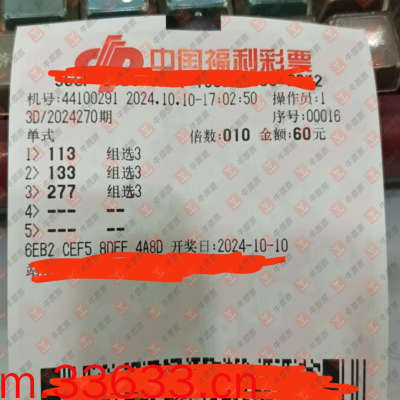 中国福利彩票
机号:44100291 2024.10.10-17:02:50 操作员:1
3D/2024270期 序号:00016
单式 倍数:010 金额:60元
1> 113 组选3
2> 133 组选3
3> 277 组选3
4> --- --
5> --- --
6EB2 CEF5 8DFF 4A8D 开奖日:2024-10-10
m.33633.cn